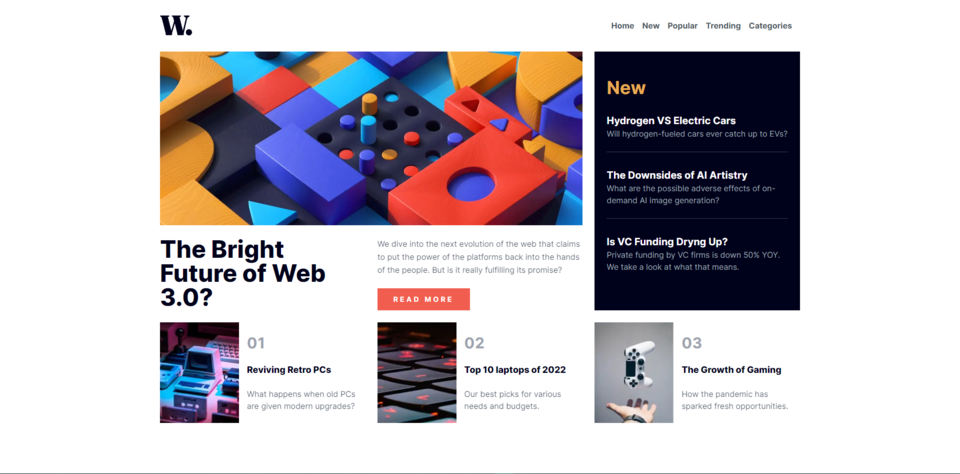 W.
Home New Popular Trending Categories
New
Hydrogen VS Electric Cars
Will hydrogen-fueled cars ever catch up to EVs?
The Downsides of AI Artistry
What are the possible adverse effects of on-
demand AI image generation?
Is VC Funding Dryng Up?
Private funding by VC firms is down 50% YOY.
We take a look at what that means.
The Bright
Future of Web
3.0?
We dive into the next evolution of the web that claims
to put the power of the platforms back into the hands
of the people. But is it really fulfilling its promise?
READ MORE
01
Reviving Retro PCs
What happens when old PCs
are given modern upgrades?
02
Top 10 laptops of 2022
Our best picks for various
needs and budgets.
03
The Growth of Gaming
How the pandemic has
sparked fresh opportunities.